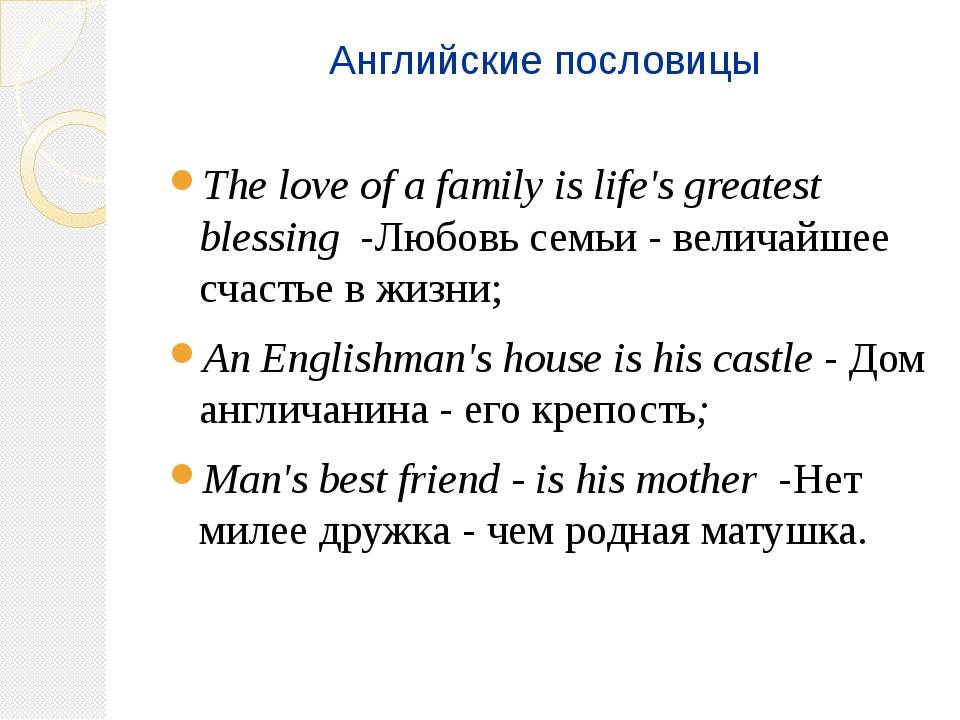 Английские пословицы
The love of a family is life's greatest
blessing -Любовь семьи - величайшее
счастье в жизни;
An Englishman's house is his castle - Дом
англичанина - его крепость;
Man's best friend - is his mother -Нет
милее дружка - чем родная матушка.